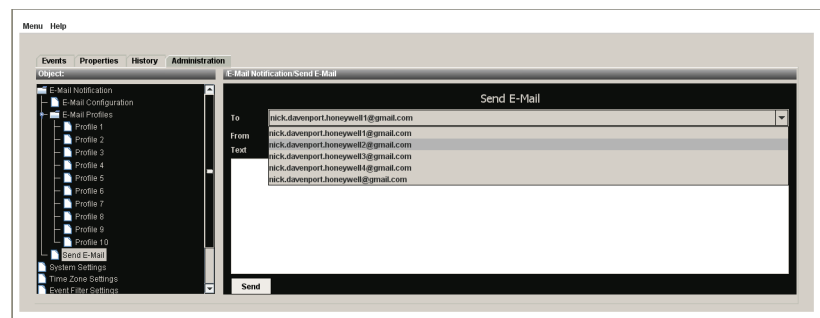 Menu Help
Events Properties History Administration
Object:
/E-Mail Notification/Send E-Mail
E-Mail Notification
E-Mail Configuration
E-Mail Profiles
Profile 1
Profile 2
Profile 3
Profile 4
Profile 5
Profile 6
Profile 7
Profile 8
Profile 9
Profile 10
Send E-Mail
System Settings
Time Zone Settings
Event Filter Settings
Send E-Mail
To nick.davenport.honeywell1@gmail.com
From
Text
nick.davenport.honeywell1@gmail.com
nick.davenport.honeywell2@gmail.com
nick.davenport.honeywell3@gmail.com
nick.davenport.honeywell4@gmail.com
nick.davenport.honeywell@gmail.com
Send